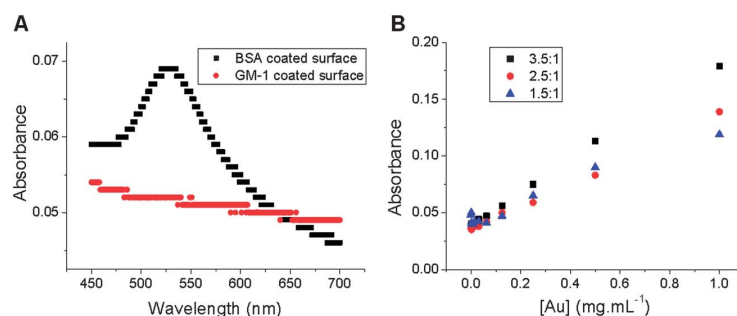 A
0.07
0.06
0.05
Absorbance
BSA coated surface
GM-1 coated surface
450 500 550 600 650 700
Wavelength (nm)
B
0.20
0.15
0.10
0.05
0.00
Absorbance
3.5:1
2.5:1
1.5:1
0.0 0.2 0.4 0.6 0.8 1.0
[Au] (mg.mL⁻¹)